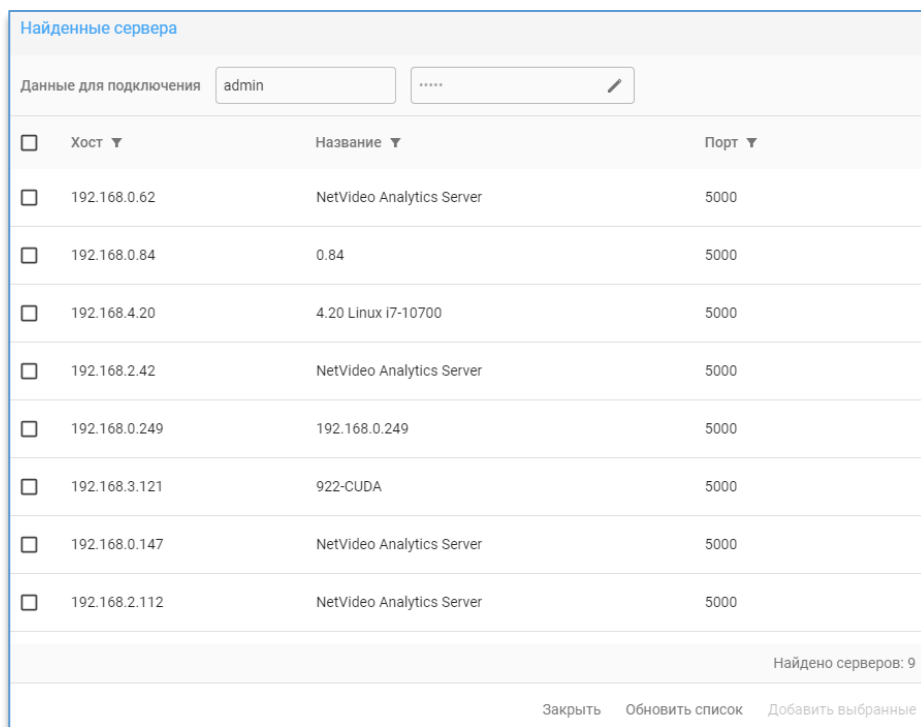 Найденные сервера
Данные для подключения admin •••••
Хост Название Порт
192.168.0.62 NetVideo Analytics Server 5000
192.168.0.84 0.84 5000
192.168.4.20 4.20 Linux i7-10700 5000
192.168.2.42 NetVideo Analytics Server 5000
192.168.0.249 192.168.0.249 5000
192.168.3.121 922-CUDA 5000
192.168.0.147 NetVideo Analytics Server 5000
192.168.2.112 NetVideo Analytics Server 5000
Найдено серверов: 9
Закрыть Обновить список Добавить выбранные